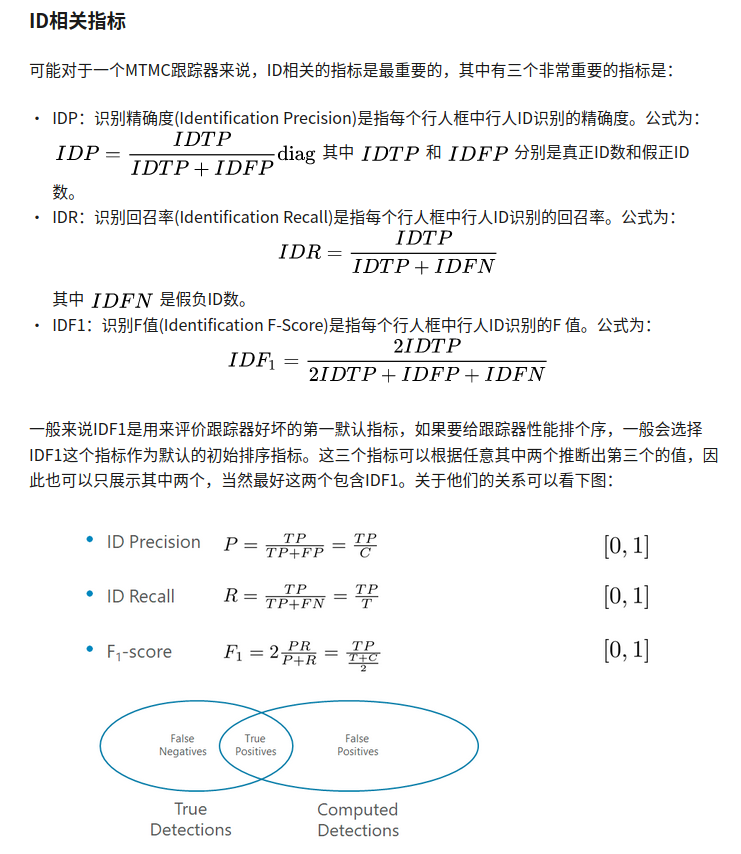 ID相关指标
可能对于一个MTMC跟踪器来说，ID相关的指标是最重要的，其中有三个非常重要的指标是：
• IDP：识别精确度(Identification Precision)是指每个行人框中行人ID识别的精确度。公式为：
IDP = \frac{IDTP}{IDTP + IDFP} diag 其中 IDTP 和 IDFP 分别是真正ID数和假正ID
数。
• IDR：识别回召率(Identification Recall)是指每个行人框中行人ID识别的回召率。公式为：
IDR = \frac{IDTP}{IDTP + IDFN}
其中 IDFN 是假负ID数。
• IDF1：识别F值(Identification F-Score)是指每个行人框中行人ID识别的F 值。公式为：
IDF_1 = \frac{2IDTP}{2IDTP + IDFP + IDFN}
一般来说IDF1是用来评价跟踪器好坏的第一默认指标，如果要给跟踪器性能排个序，一般会选择
IDF1这个指标作为默认的初始排序指标。这三个指标可以根据任意其中两个推断出第三个的值，因
此也可以只展示其中两个，当然最好这两个包含IDF1。关于他们的关系可以看下图：
• ID Precision P = \frac{TP}{TP+FP} = \frac{TP}{C} [0, 1]
• ID Recall R = \frac{TP}{TP+FN} = \frac{TP}{T} [0, 1]
• F_1-score F_1 = 2\frac{PR}{P+R} = \frac{TP}{\frac{T+C}{2}} [0, 1]
False True False
Negatives Positives Positives
True Computed
Detections Detections